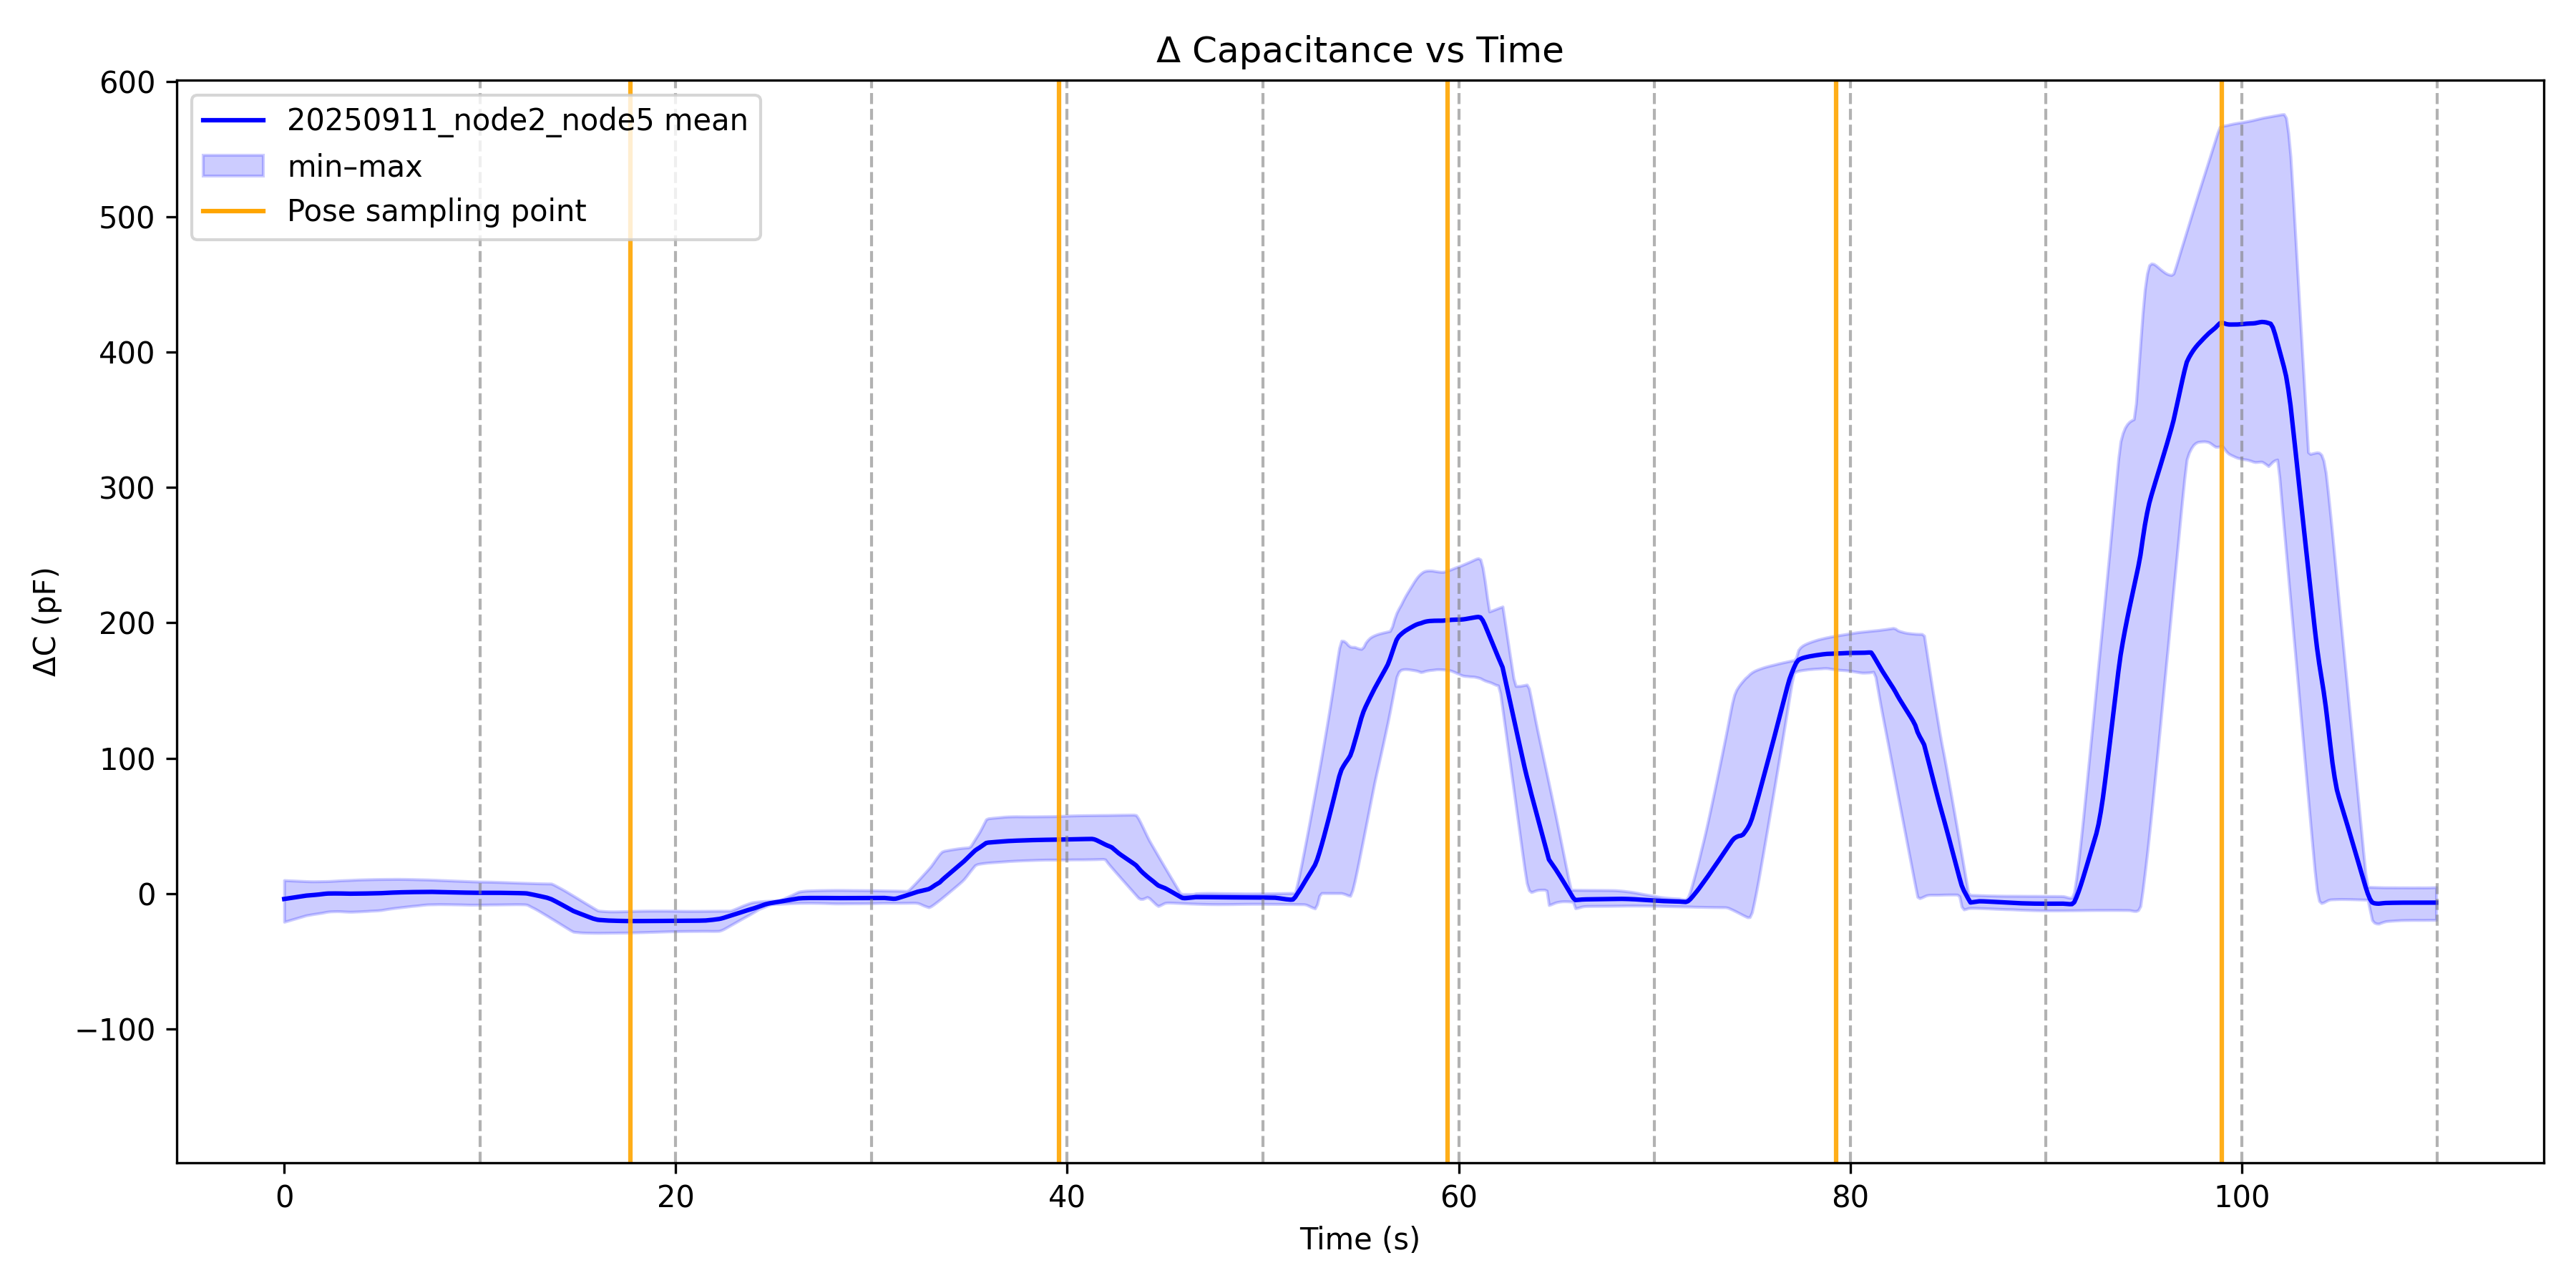 Δ Capacitance vs Time
600
500
400
300
200
100
0
−100
ΔC (pF)
20250911_node2_node5 mean
min–max
Pose sampling point
0 20 40 60 80 100
Time (s)